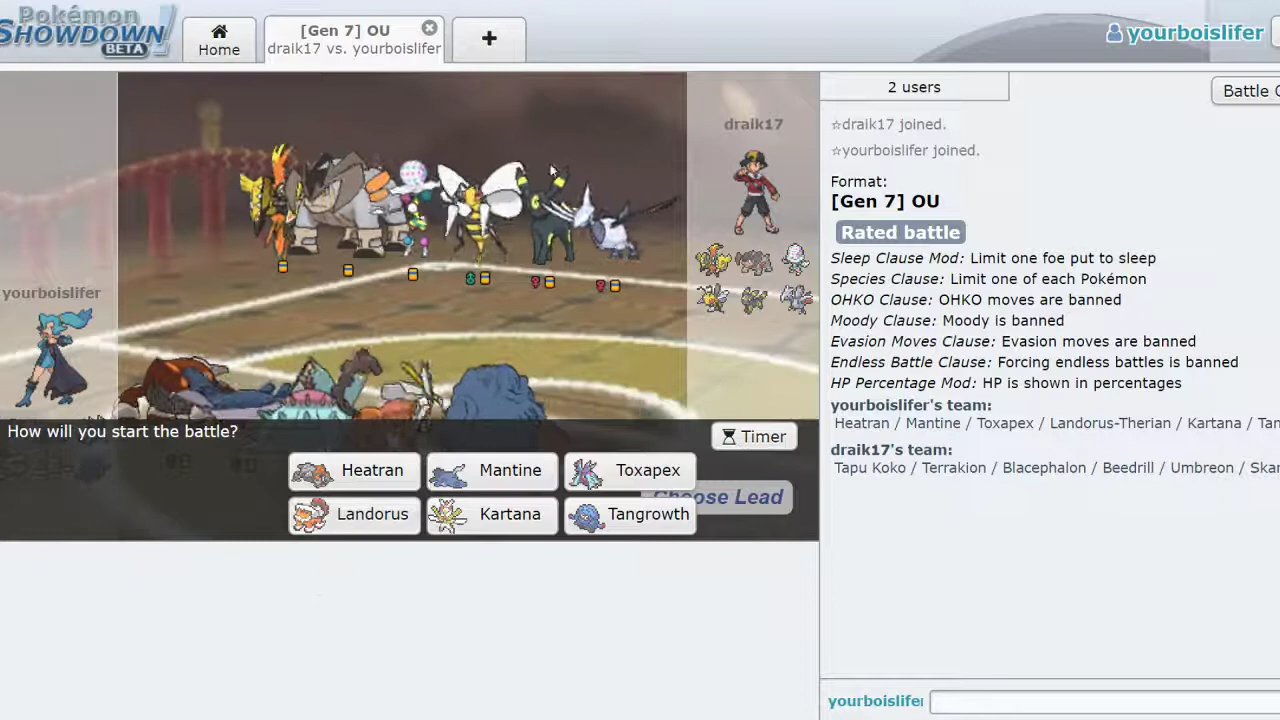 Pokémon
SHOWDOWN!
BETA
Home
[Gen 7] OU
draik17 vs. yourboislifer
+
yourboislifer
2 users
Battle
☆draik17 joined.
☆yourboislifer joined.
Format:
[Gen 7] OU
Rated battle
Sleep Clause Mod: Limit one foe put to sleep
Species Clause: Limit one of each Pokémon
OHKO Clause: OHKO moves are banned
Moody Clause: Moody is banned
Evasion Moves Clause: Evasion moves are banned
Endless Battle Clause: Forcing endless battles is banned
HP Percentage Mod: HP is shown in percentages
yourboislifer's team:
Heatran / Mantine / Toxapex / Landorus-Therian / Kartana / Tan
draik17's team:
Tapu Koko / Terrakion / Blacephalon / Beedrill / Umbreon / Ska
draik17
yourboislifer
How will you start the battle?
Timer
Heatran
Mantine
Toxapex
Choose Lead
Landorus
Kartana
Tangrowth
yourboislifer